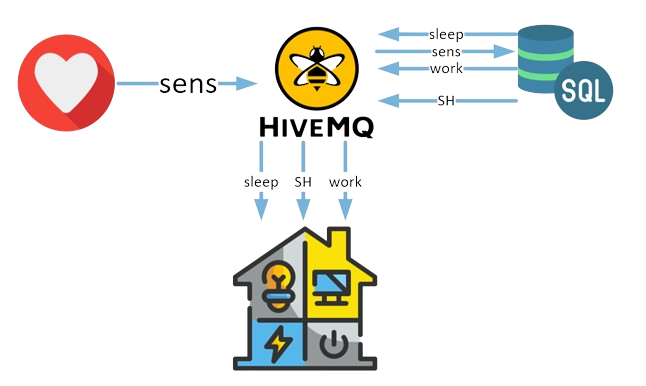 sleep
sens
work
SH
sens
SQL
HIVEMQ
sleep SH work